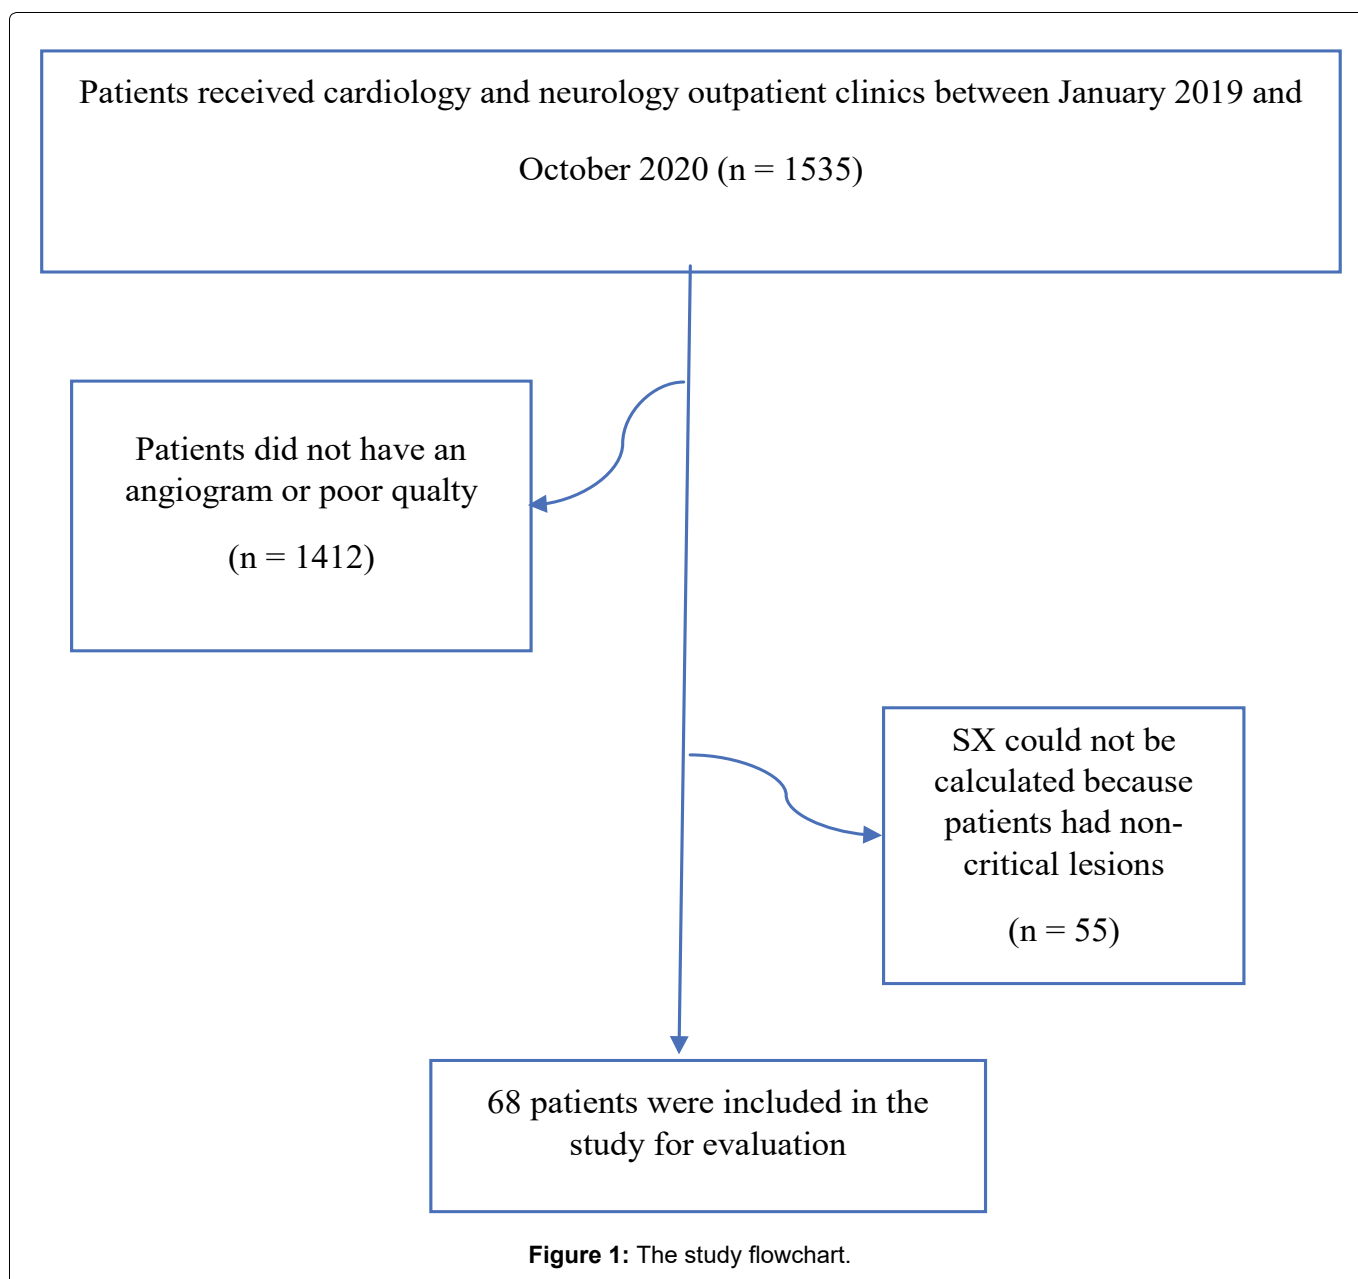 Patients received cardiology and neurology outpatient clinics between January 2019 and
October 2020 (n = 1535)
Patients did not have an
angiogram or poor qualty
(n = 1412)
SX could not be
calculated because
patients had non-
critical lesions
(n = 55)
68 patients were included in the
study for evaluation
Figure 1: The study flowchart.